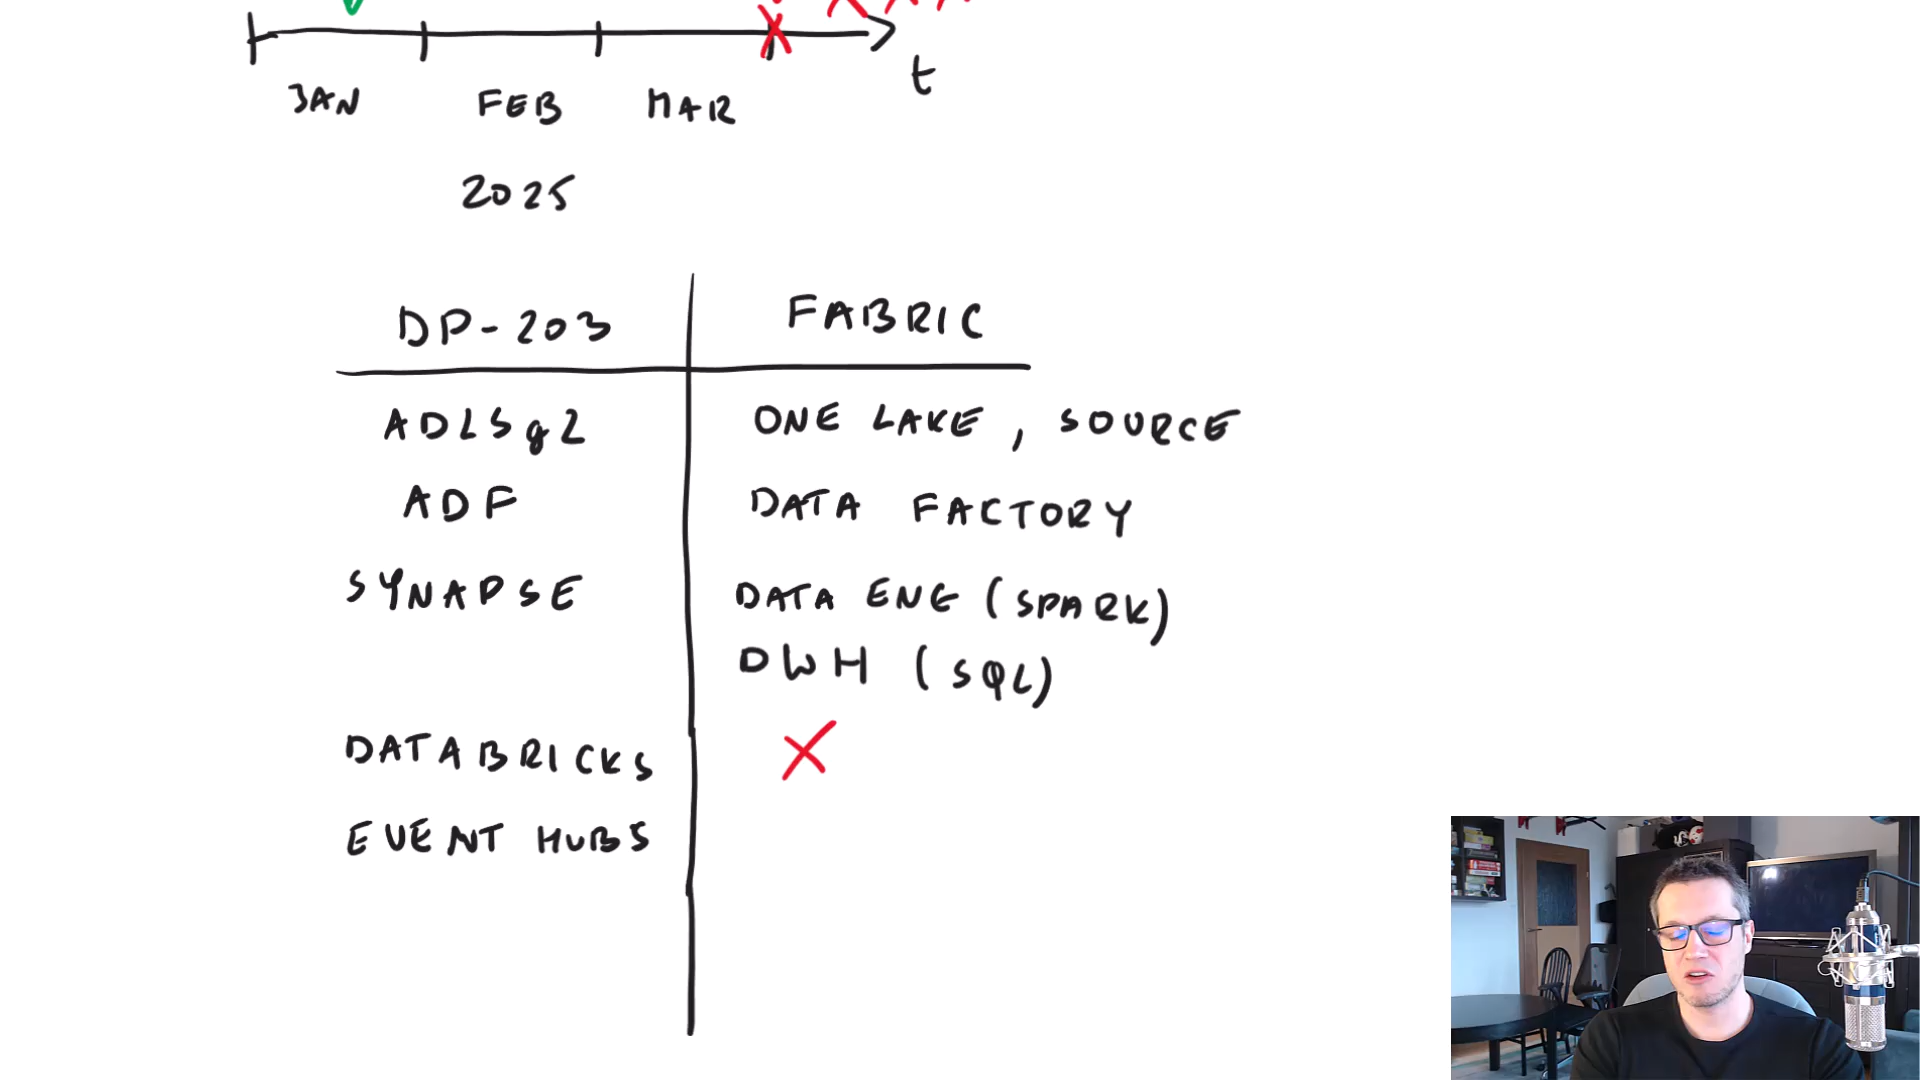 t
JAN FEB MAR
2025
DP-203 FABRIC
ADLSg2 ONE LAKE, SOURCE
ADF DATA FACTORY
SYNAPSE DATA ENG (SPARK)
DWH (SQL)
DATABRICKS X
EVENT HUBS